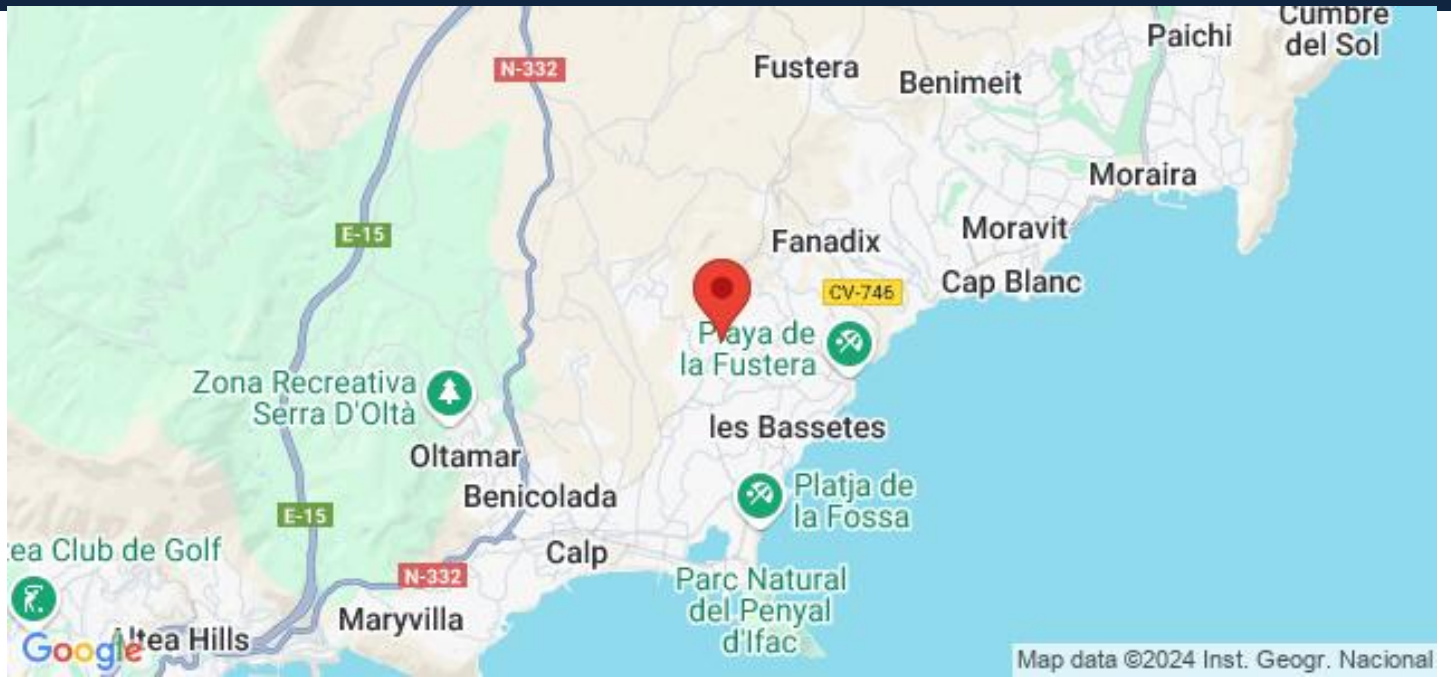 Cumbre
del Sol
Paichi
N-332
Fustera
Benimeit
Moraira
E-15
Fanadix
Moravit
Cap Blanc
CV-746
Playa de
la Fustera
Zona Recreativa
Serra D'Oltà
les Bassetes
Oltamar
Benicolada
Platja de
la Fossa
E-15
tea Club de Golf
Calp
N-332
Parc Natural
del Penyal
d'Ifac
Maryvilla
Altea Hills
Google
Map data ©2024 Inst. Geogr. Nacional